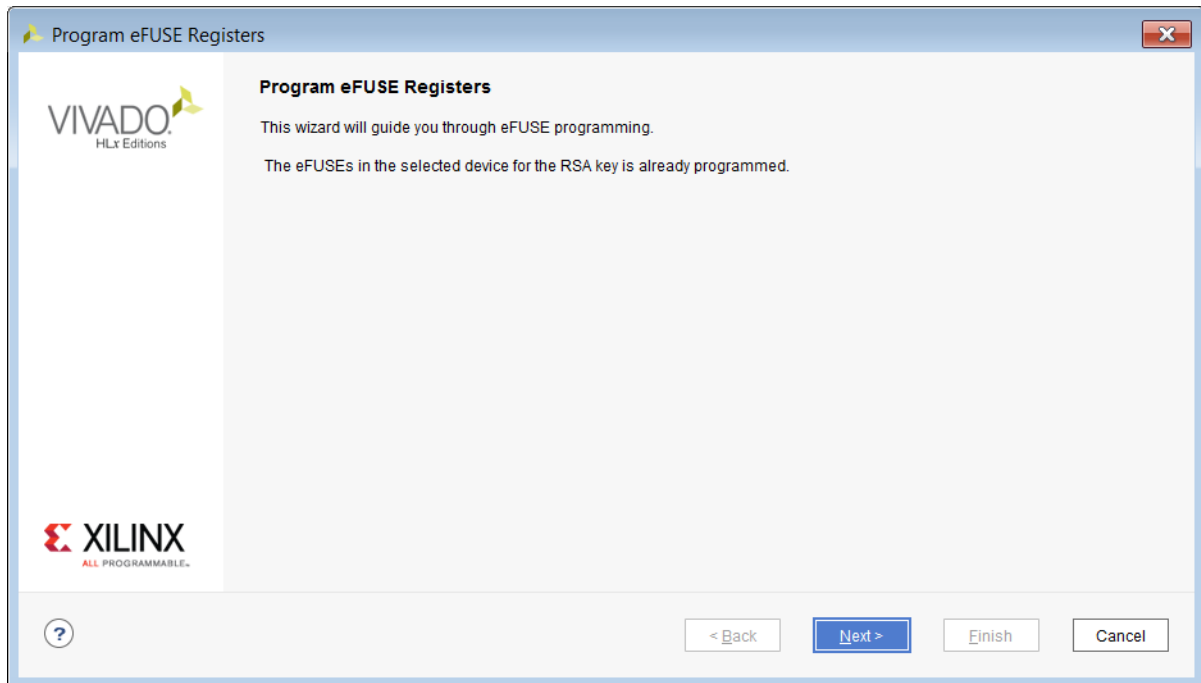 Program eFUSE Registers
VIVADO.
HLx Editions
Program eFUSE Registers
This wizard will guide you through eFUSE programming.
The eFUSEs in the selected device for the RSA key is already programmed.
XILINX
ALL PROGRAMMABLE™
?
< Back
Next >
Finish
Cancel